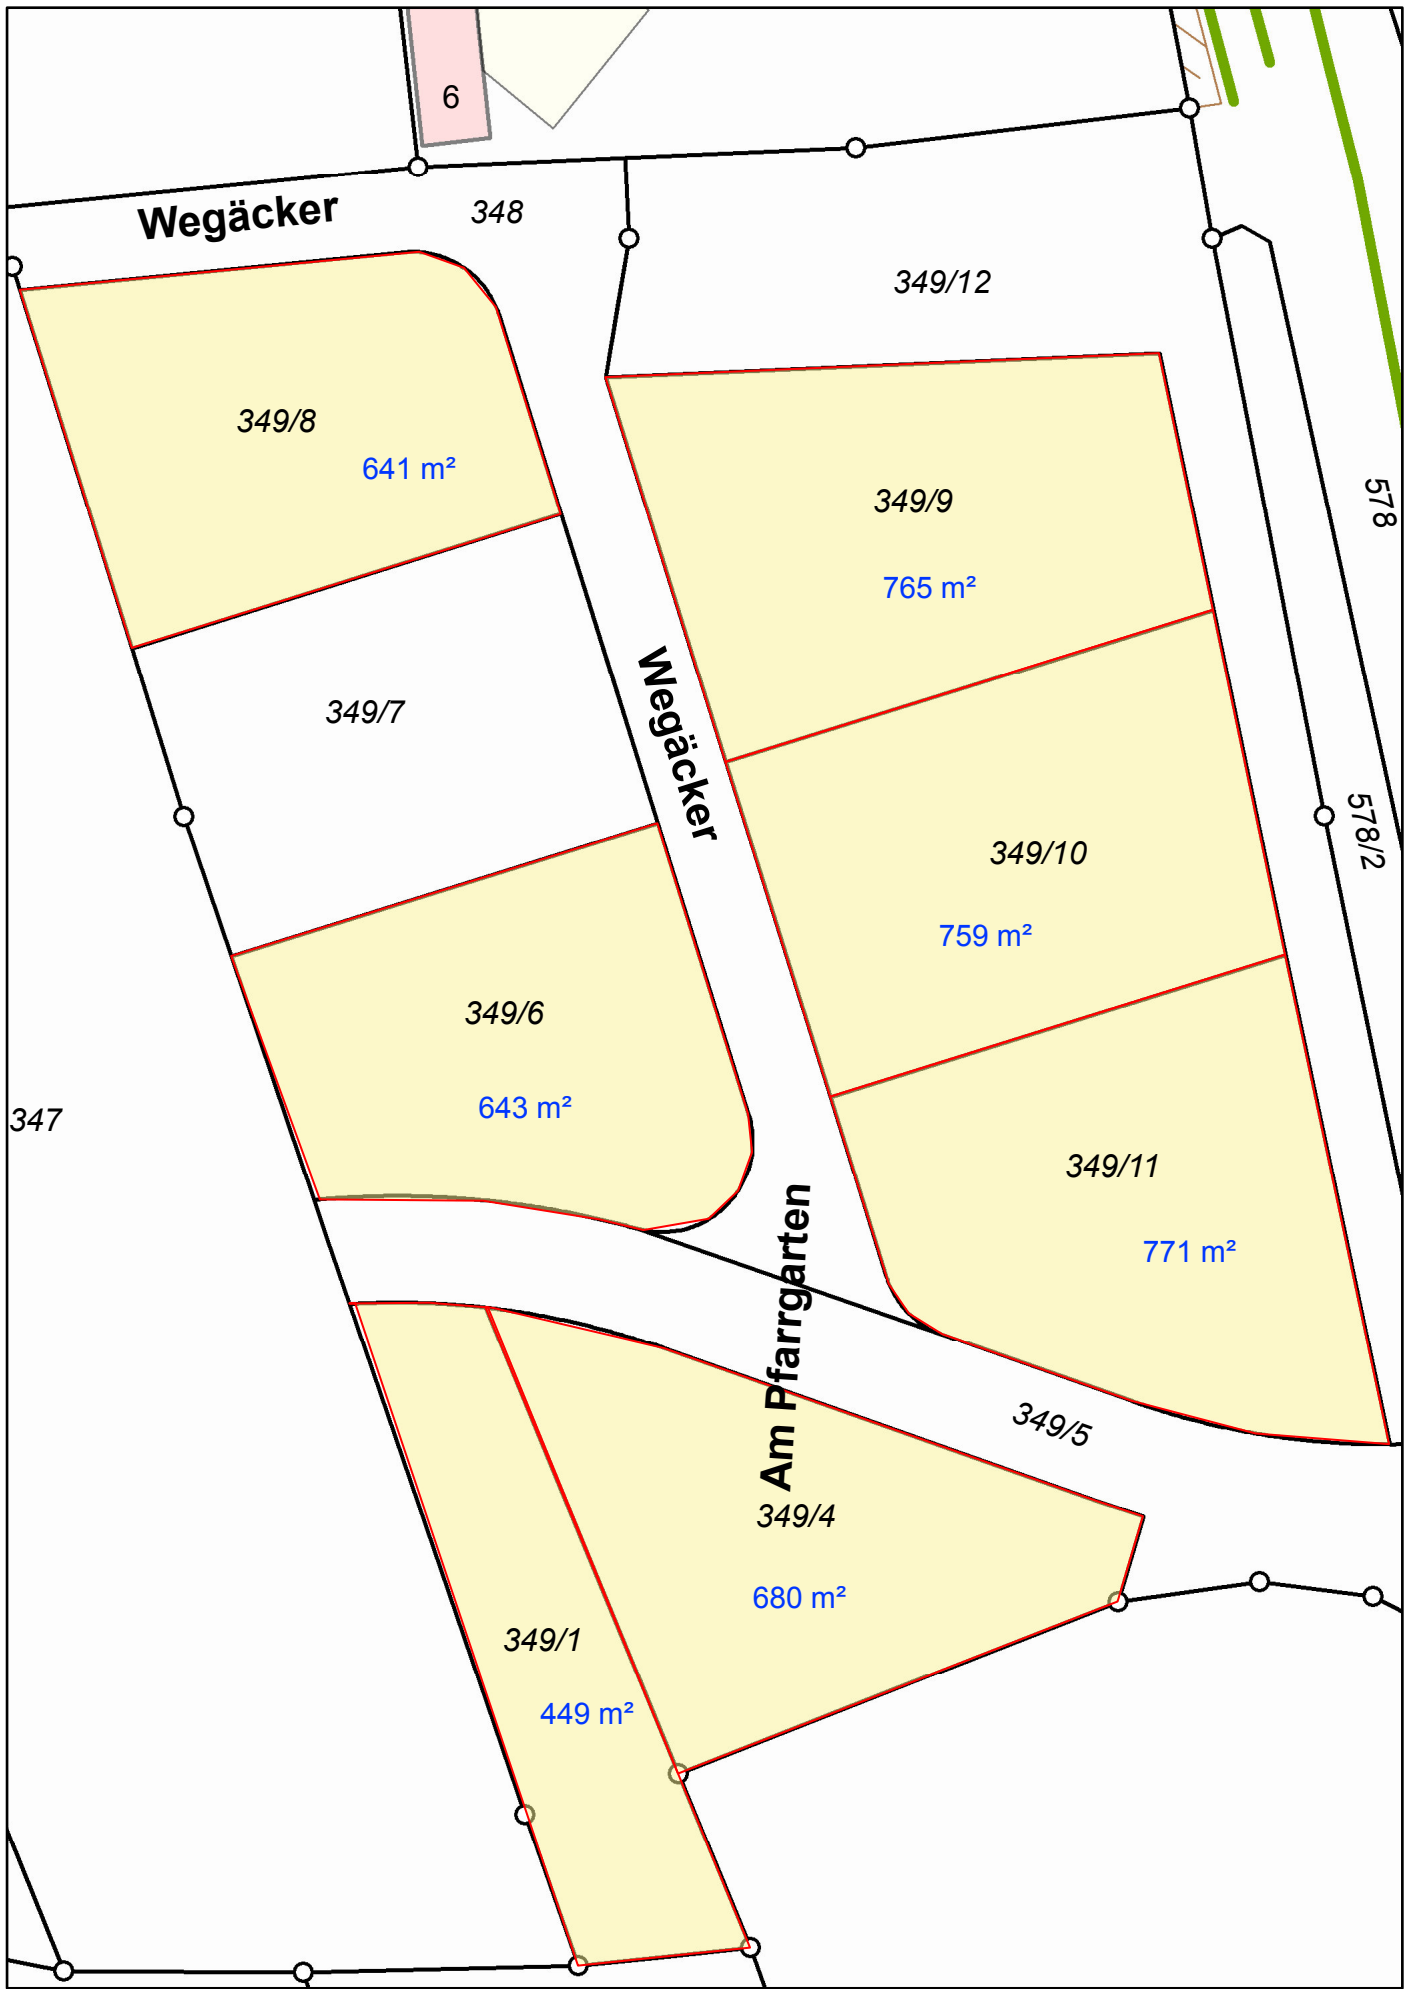 6
Wegäcker
348
349/12
349/8
641 m²
349/9
578
765 m²
349/7
Wegäcker
349/10
578/2
759 m²
349/6
643 m²
347
349/11
771 m²
Am Pfarrgarten
349/5
349/4
680 m²
349/1
449 m²